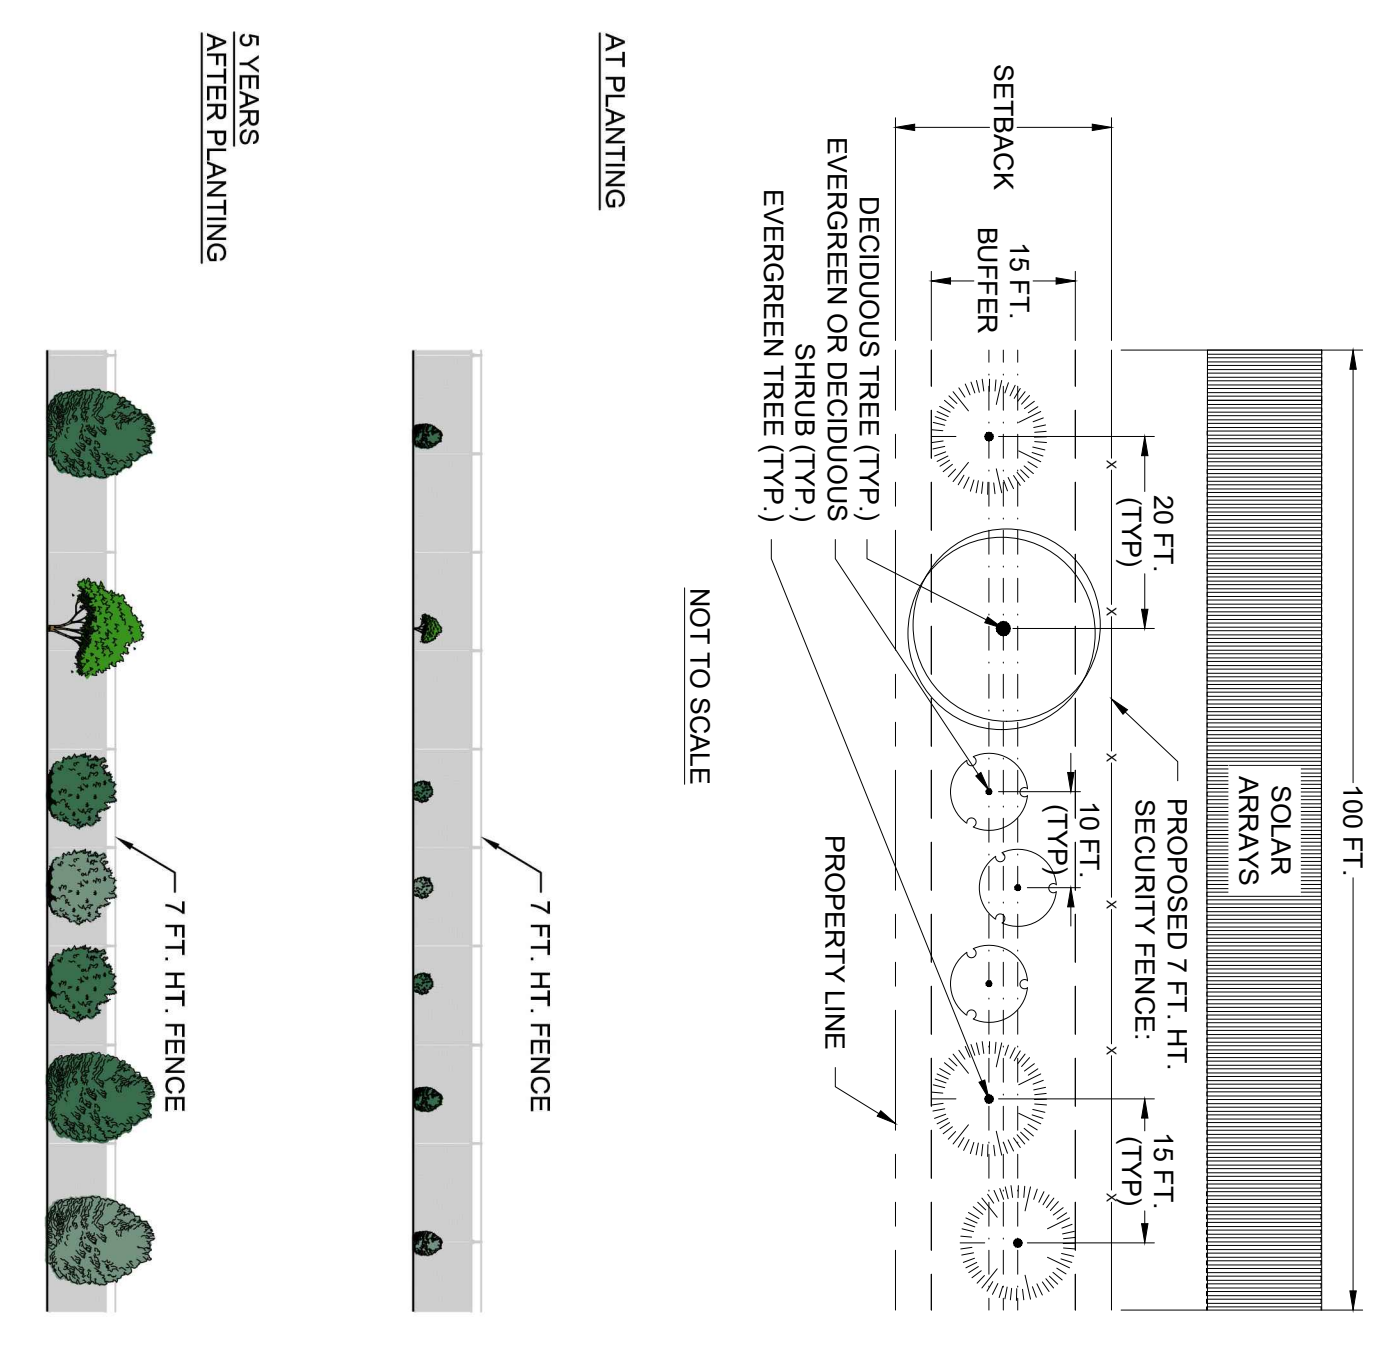 100 FT.
SOLAR
ARRAYS
20 FT.
(TYP)
PROPOSED 7 FT. HT.
SECURITY FENCE:
15 FT.
(TYP)
10 FT.
(TYP)
SETBACK
15 FT.
BUFFER
DECIDUOUS TREE (TYP.)
EVERGREEN OR DECIDUOUS
SHRUB (TYP.)
EVERGREEN TREE (TYP.)
PROPERTY LINE
x
x
x
x
x
x
NOT TO SCALE
AT PLANTING
7 FT. HT. FENCE
5 YEARS
AFTER PLANTING
7 FT. HT. FENCE